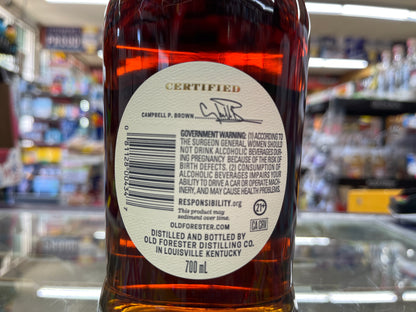 CERTIFIED
CAMPBELL P. BROWN
GOVERNMENT WARNING: (1) ACCORDING TO
THE SURGEON GENERAL, WOMEN SHOULD
NOT DRINK ALCOHOLIC BEVERAGES DUR-
ING PREGNANCY BECAUSE OF THE RISK OF
BIRTH DEFECTS. (2) CONSUMPTION OF
ALCOHOLIC BEVERAGES IMPAIRS YOUR
ABILITY TO DRIVE A CAR OR OPERATE MACH-
INERY, AND MAY CAUSE HEALTH PROBLEMS.
RESPONSIBILITY.org
21+
This product may
sediment over time.
OLDFORESTER.COM
CA CRV
DISTILLED AND BOTTLED BY
OLD FORESTER DISTILLING CO.
IN LOUISVILLE KENTUCKY
700 mL